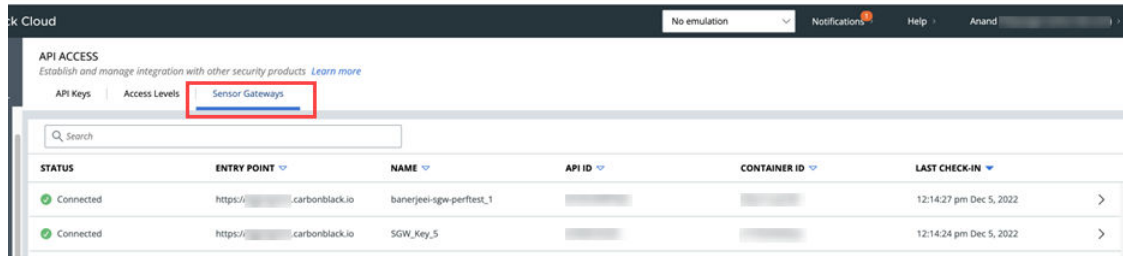 k Cloud
No emulation
Notifications 1
Help
Anand
API ACCESS
Establish and manage integration with other security products Learn more
API Keys Access Levels Sensor Gateways
Search
STATUS ENTRY POINT NAME API ID CONTAINER ID LAST CHECK-IN
Connected https:/ .carbonblack.io banerjeei-sgw-perftest_1 12:14:27 pm Dec 5, 2022
Connected https:/ .carbonblack.io SGW_Key_5 12:14:24 pm Dec 5, 2022